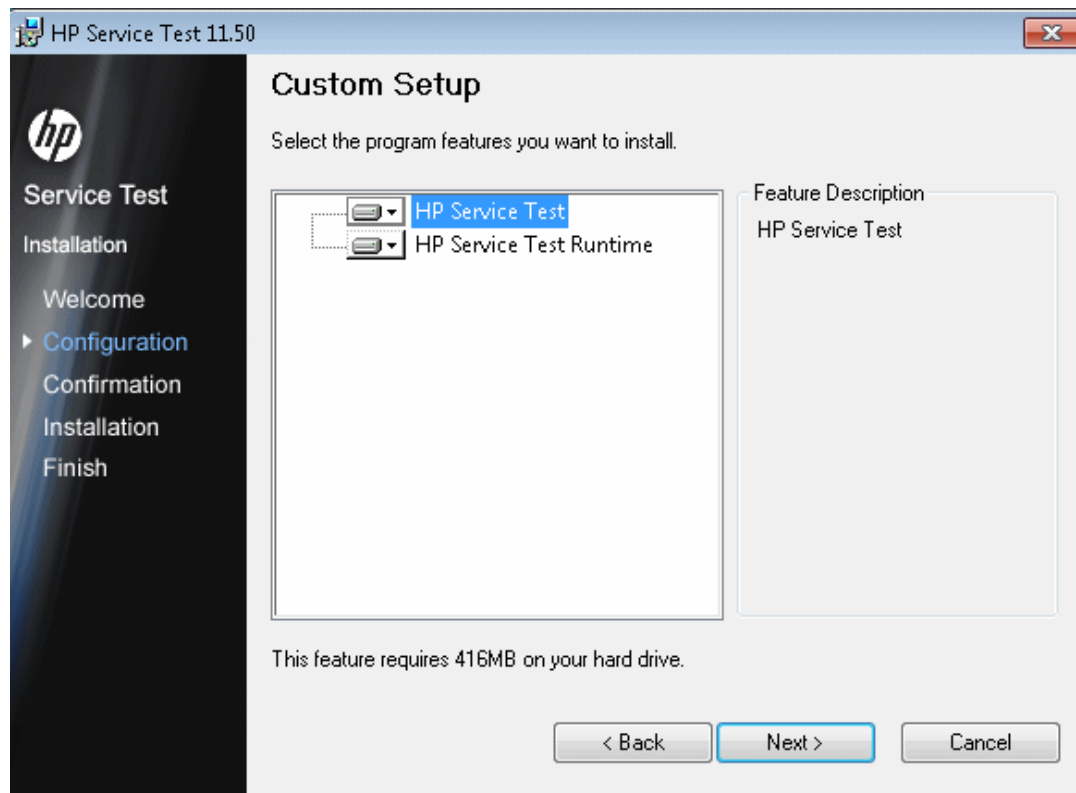 HP Service Test 11.50
hp
Service Test
Installation
Welcome
Configuration
Confirmation
Installation
Finish
Custom Setup
Select the program features you want to install.
HP Service Test
HP Service Test Runtime
Feature Description
HP Service Test
This feature requires 416MB on your hard drive.
< Back
Next >
Cancel